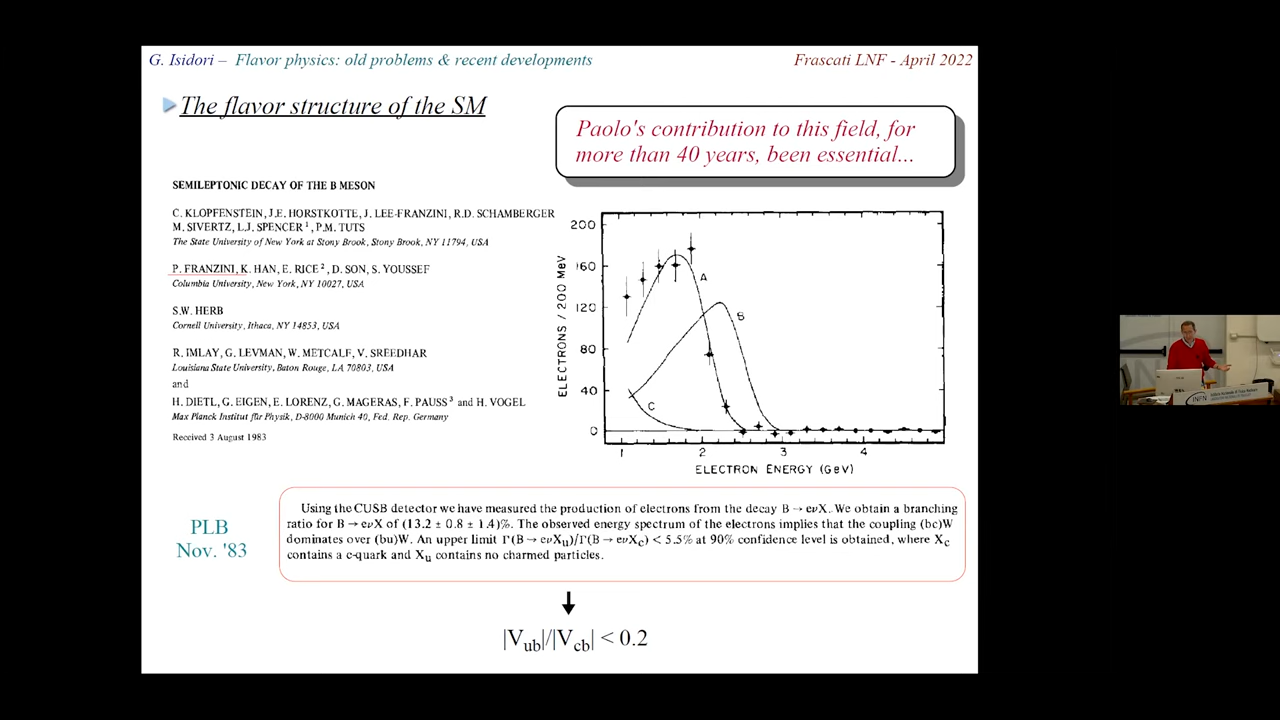 G. Isidori – Flavor physics: old problems & recent developments
Frascati LNF - April 2022
The flavor structure of the SM
Paolo's contribution to this field, for
more than 40 years, been essential...
SEMILEPTONIC DECAY OF THE B MESON
C. KLOPFENSTEIN, J.E. HORSTKOTTE, J. LEE-FRANZINI, R.D. SCHAMBERGER
M. SIVERTZ, L.J. SPENCER 1, P.M. TUTS
The State University of New York at Stony Brook, Stony Brook, NY 11794, USA
P. FRANZINI, K. HAN, E. RICE 2, D. SON, S. YOUSSEF
Columbia University, New York, NY 10027, USA
S.W. HERB
Cornell University, Ithaca, NY 14853, USA
R. IMLAY, G. LEVMAN, W. METCALF, V. SREEDHAR
Louisiana State University, Baton Rouge, LA 70803, USA
and
H. DIETL, G. EIGEN, E. LORENZ, G. MAGERAS, F. PAUSS 3 and H. VOGEL
Max Planck Institut für Physik, D-8000 Munich 40, Fed. Rep. Germany
Received 3 August 1983
ELECTRONS / 200 MeV
200
160
120
80
40
0
A
B
C
1 2 3 4
ELECTRON ENERGY (GeV)
PLB
Nov. '83
Using the CUSB detector we have measured the production of electrons from the decay B → eνX. We obtain a branching
ratio for B → eνX of (13.2 ± 0.8 ± 1.4)%. The observed energy spectrum of the electrons implies that the coupling (bc)W
dominates over (bu)W. An upper limit Γ(B → eνXu)/Γ(B → eνXc) < 5.5% at 90% confidence level is obtained, where Xc
contains a c-quark and Xu contains no charmed particles.
|Vub|/|Vcb| < 0.2
INFN